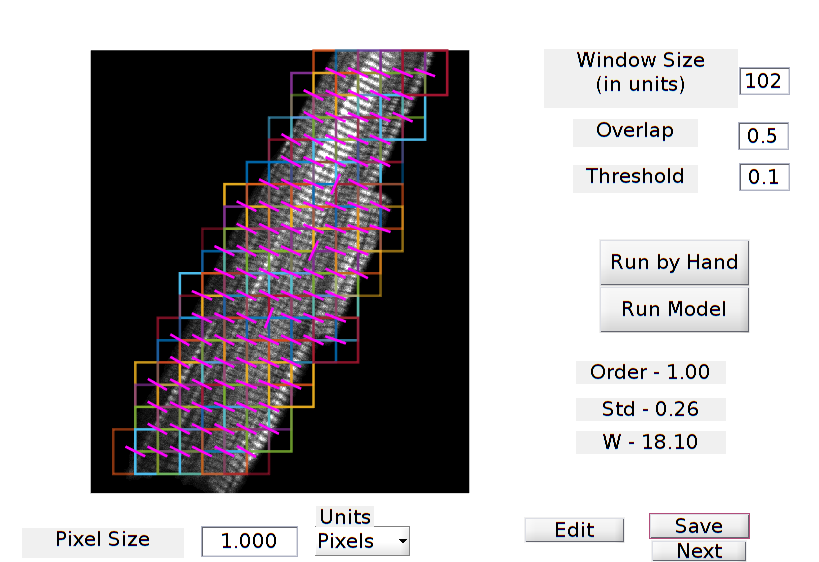 Window Size
(in units)
102
Overlap
0.5
Threshold
0.1
Run by Hand
Run Model
Order - 1.00
Std - 0.26
W - 18.10
Pixel Size
1.000
Units
Pixels
Edit
Save
Next